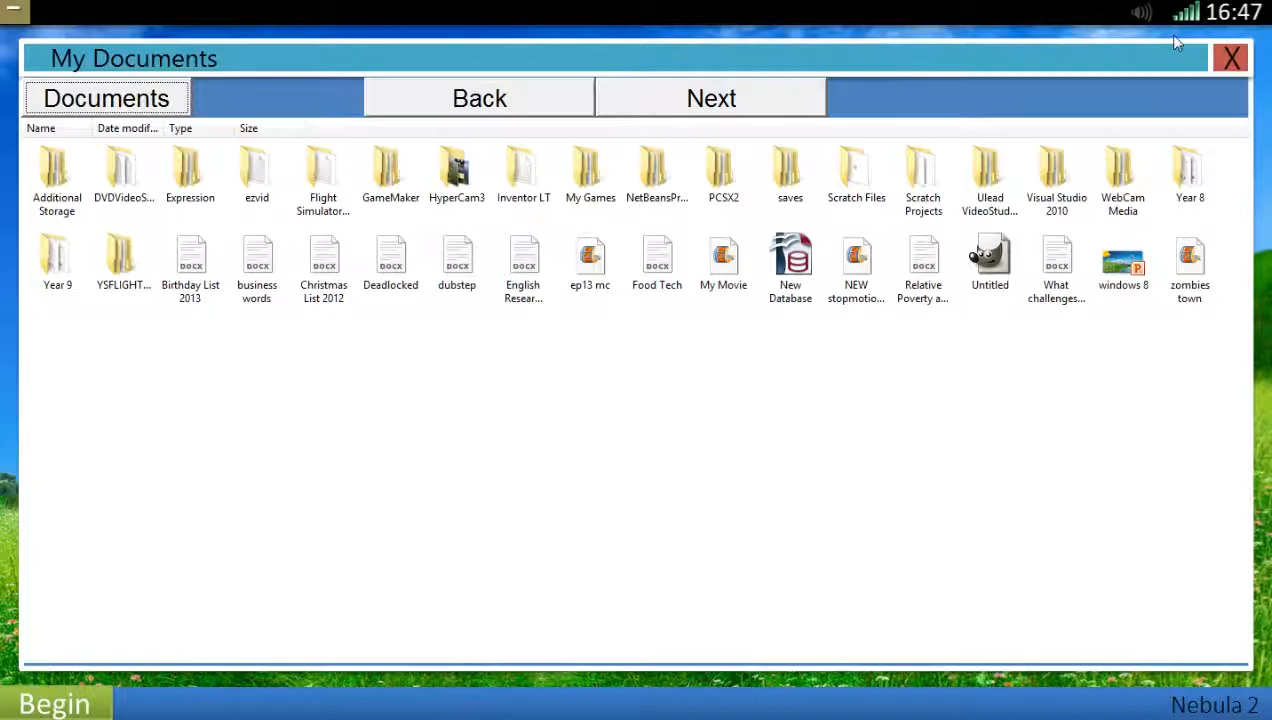 16:47
My Documents
X
Documents
Back
Next
Name
Date modif...
Type
Size
Additional
Storage
DVDVideoS...
Expression
ezvid
Flight
Simulator...
GameMaker
HyperCam3
Inventor LT
My Games
NetBeansPr...
PCSX2
saves
Scratch Files
Scratch
Projects
Ulead
VideoStud...
Visual Studio
2010
WebCam
Media
Year 8
Year 9
YSFLIGHT...
DOCX
Birthday List
2013
DOCX
business
words
DOCX
Christmas
List 2012
DOCX
Deadlocked
DOCX
dubstep
DOCX
English
Resear...
ep13 mc
DOCX
Food Tech
My Movie
New
Database
NEW
stopmotio...
DOCX
Relative
Poverty a...
Untitled
DOCX
What
challenges...
P
windows 8
zombies
town
Begin
Nebula 2